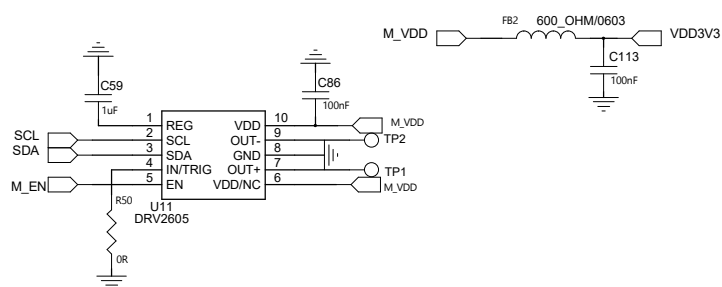 M_VDD
FB2
600_OHM/0603
VDD3V3
C113
100nF
C59
1uF
C86
100nF
1 REG VDD 10 M_VDD
SCL 2 SCL OUT- 9 TP2
SDA 3 SDA GND 8
4 IN/TRIG OUT+ 7 TP1
M_EN 5 EN VDD/NC 6 M_VDD
R50
U11
DRV2605
0R